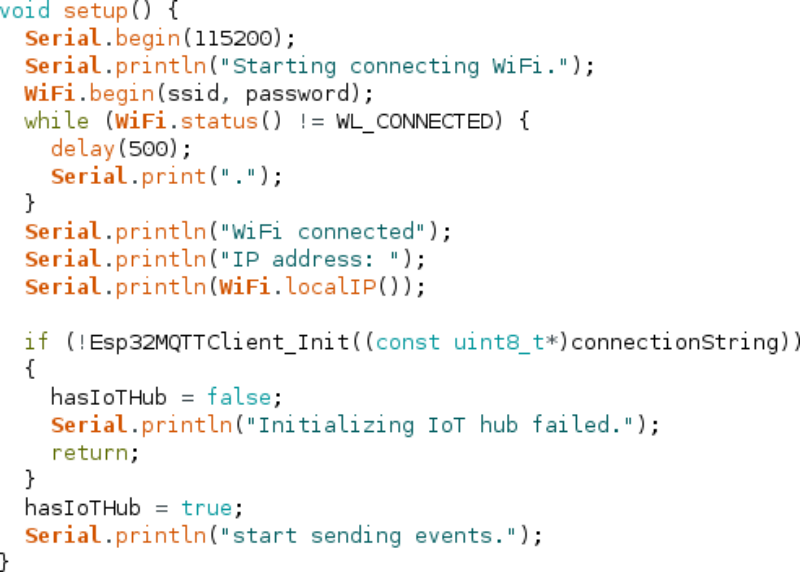 void setup() {
  Serial.begin(115200);
  Serial.println("Starting connecting WiFi.");
  WiFi.begin(ssid, password);
  while (WiFi.status() != WL_CONNECTED) {
    delay(500);
    Serial.print(".");
  }
  Serial.println("WiFi connected");
  Serial.println("IP address: ");
  Serial.println(WiFi.localIP());

  if (!Esp32MQTTClient_Init((const uint8_t*)connectionString))
  {
    hasIoTHub = false;
    Serial.println("Initializing IoT hub failed.");
    return;
  }
  hasIoTHub = true;
  Serial.println("start sending events.");
}